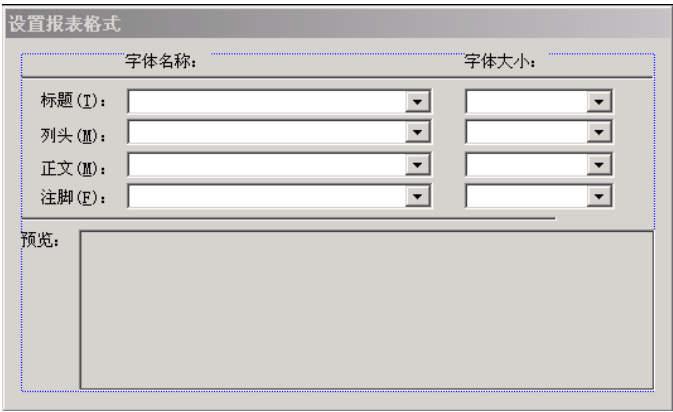 设置报表格式
字体名称： 字体大小：
标题(T)：
列头(M)：
正文(M)：
注脚(F)：
预览：